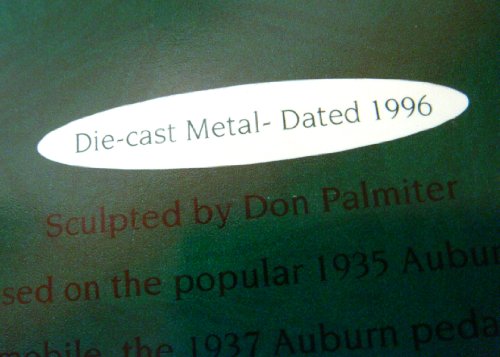 Die-cast Metal- Dated 1996
Sculpted by Don Palmiter
on the popular 1935
the 1937 Auburn